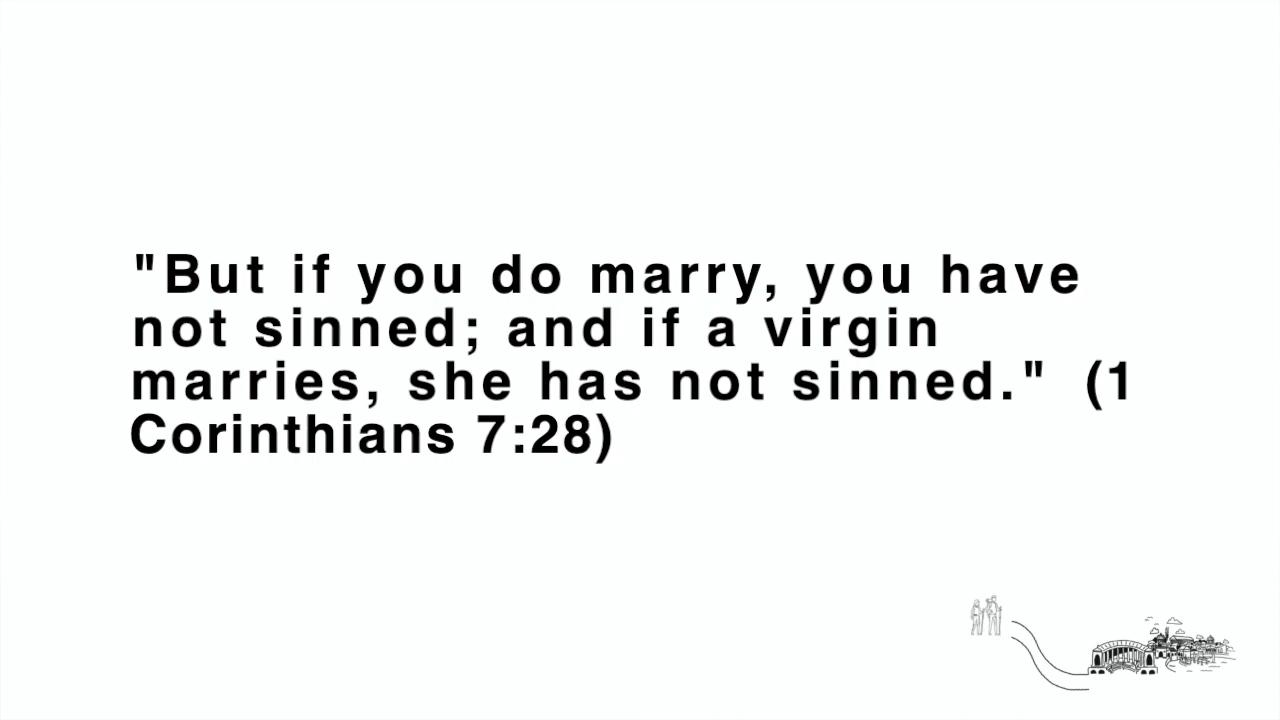 "But if you do marry, you have
not sinned; and if a virgin
marries, she has not sinned."  (1
Corinthians 7:28)